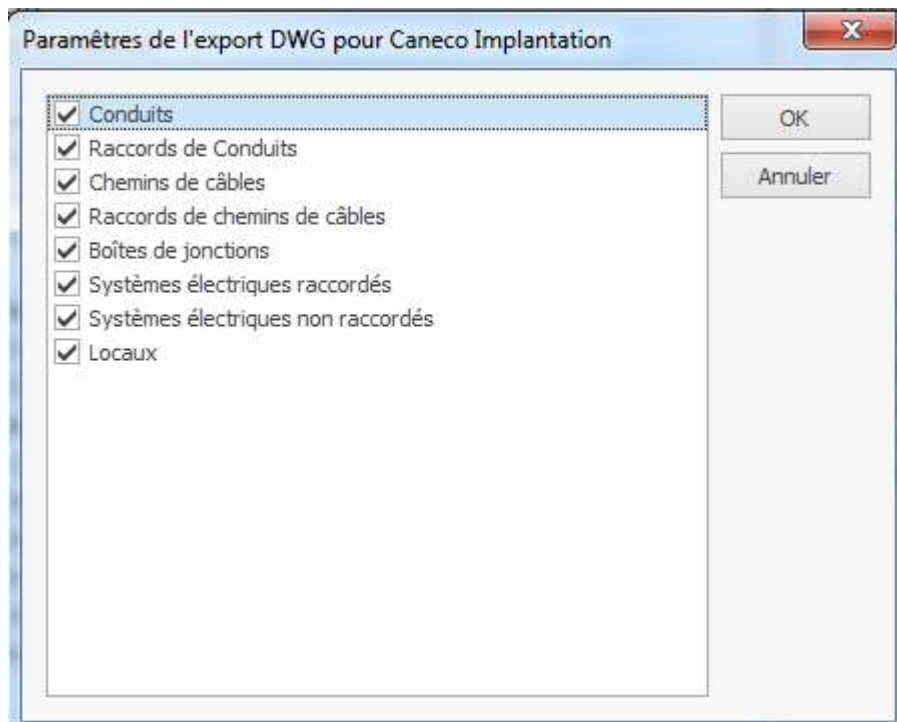 Paramêtres de l'export DWG pour Caneco Implantation
Conduits
OK
Raccords de Conduits
Chemins de câbles
Annuler
Raccords de chemins de câbles
Boîtes de jonctions
Systèmes électriques raccordés
Systèmes électriques non raccordés
Locaux